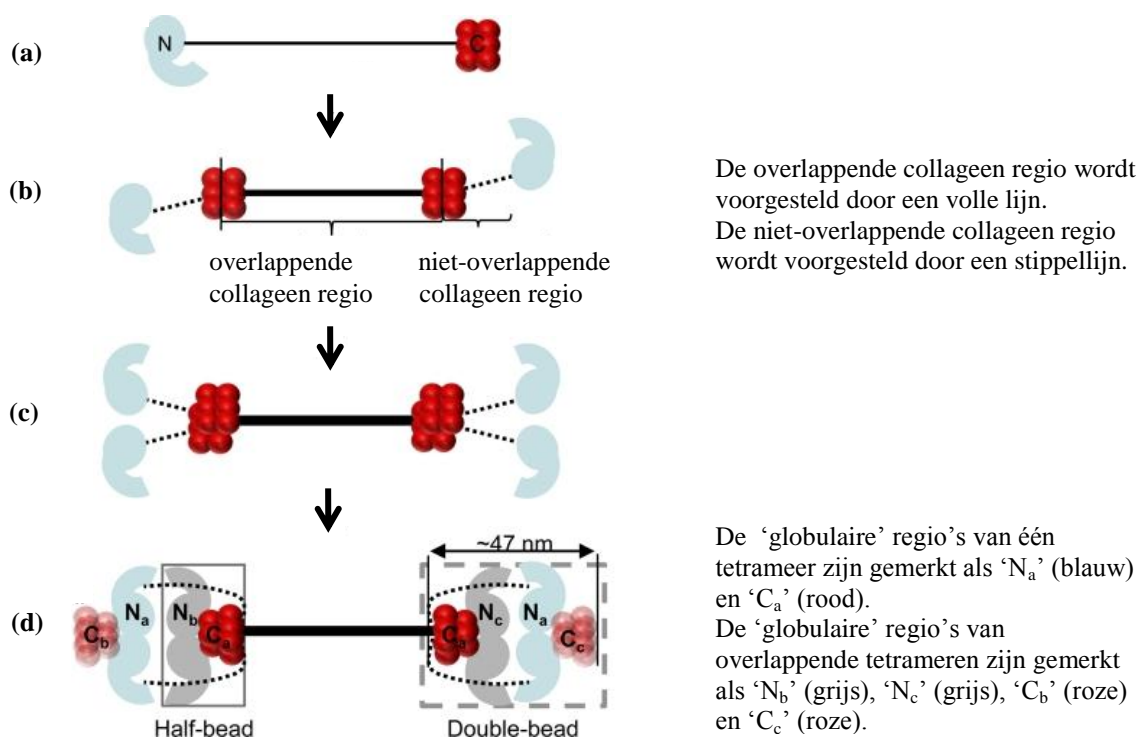 (a)
N
C
(b)
De overlappende collageen regio wordt
voorgesteld door een volle lijn.
De niet-overlappende collageen regio
wordt voorgesteld door een stippellijn.
overlappende
collageen regio
niet-overlappende
collageen regio
(c)
~47 nm
(d)
Cb
Na
Nb
Ca
Ca
Nc
Na
Cc
Half-bead
Double-bead
De ‘globulaire’ regio’s van één
tetrameer zijn gemerkt als ‘Na’ (blauw)
en ‘Ca’ (rood).
De ‘globulaire’ regio’s van
overlappende tetrameren zijn gemerkt
als ‘Nb’ (grijs), ‘Nc’ (grijs), ‘Cb’ (roze)
en ‘Cc’ (roze).